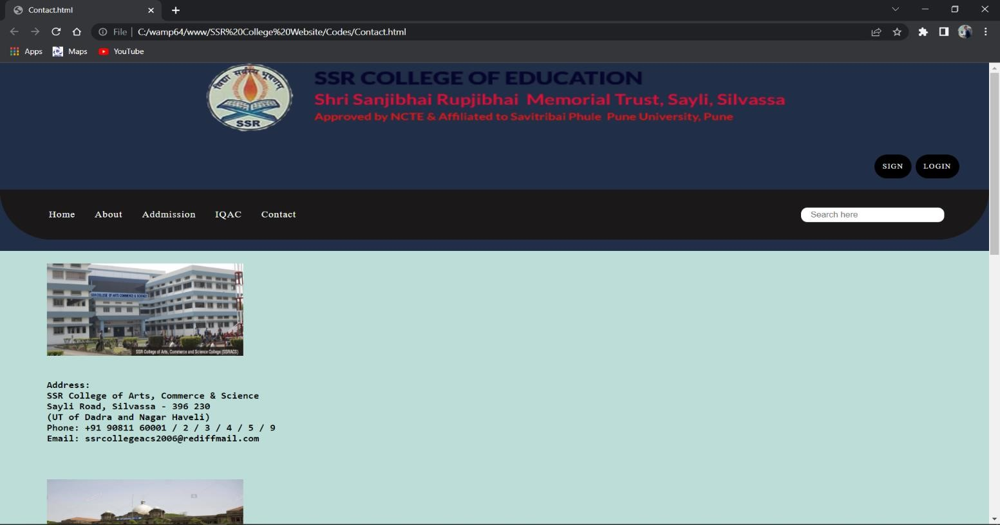 Contact.html
File
C:/wamp64/www/SSR%20College%20Website/Codes/Contact.html
Apps Maps YouTube
विद्या सर्वस्य भूषणम्
SSR
SSR COLLEGE OF EDUCATION
Shri Sanjibhai Rupjibhai Memorial Trust, Sayli, Silvassa
Approved by NCTE & Affiliated to Savitribai Phule Pune University, Pune
SIGN LOGIN
Home About Addmission IQAC Contact Search here
SSR COLLEGE OF ARTS COMMERCE & SCIENCE
SSR College of Arts, Commerce and Science College (SSRACS)
Address:
SSR College of Arts, Commerce & Science
Sayli Road, Silvassa - 396 230
(UT of Dadra and Nagar Haveli)
Phone: +91 90811 60001 / 2 / 3 / 4 / 5 / 9
Email: ssrcollegeacs2006@rediffmail.com